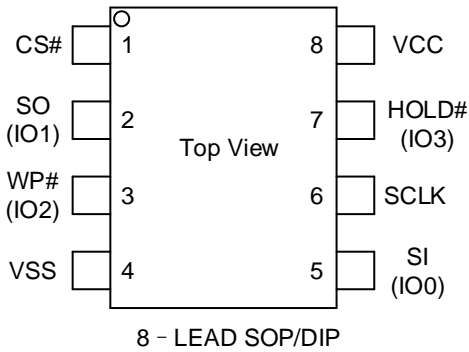 CS# 1 8 VCC
SO
(IO1) 2 7 HOLD#
(IO3)
Top View
WP#
(IO2) 3 6 SCLK
VSS 4 5 SI
(IO0)
8 – LEAD SOP/DIP